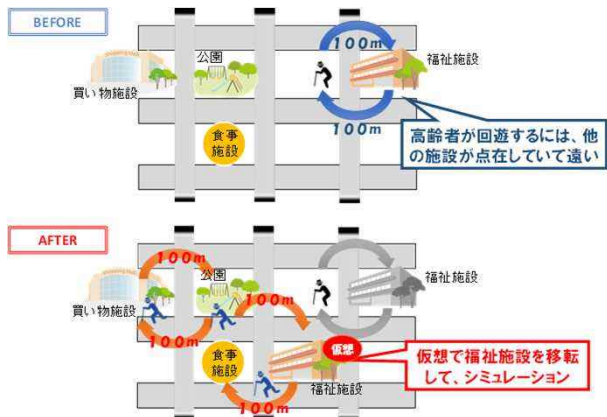 BEFORE
公園
買い物施設
食事
施設
100m
100m
福祉施設
高齢者が回遊するには、他
の施設が点在していて遠い
AFTER
100m
公園
買い物施設
100m
100m
福祉施設
食事
施設
仮想
福祉施設
100m
仮想で福祉施設を移転
して、シミュレーション